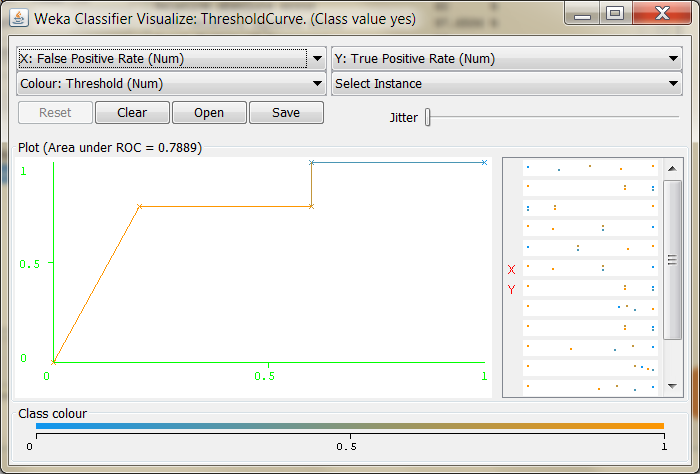 Weka Classifier Visualize: ThresholdCurve. (Class value yes)
X: False Positive Rate (Num) Y: True Positive Rate (Num)
Colour: Threshold (Num) Select Instance
Reset Clear Open Save Jitter
Plot (Area under ROC = 0.7889)
1
0.5
0
0 0.5 1
X
Y
Class colour
0 0.5 1